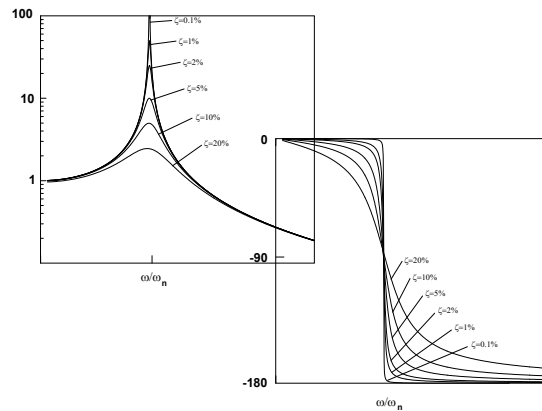 100
ζ=0.1%
ζ=1%
ζ=2%
ζ=5%
10
ζ=10%
ζ=20%
1
ω/ωn
0
-90
ζ=20%
ζ=10%
ζ=5%
ζ=2%
ζ=1%
ζ=0.1%
-180
ω/ωn